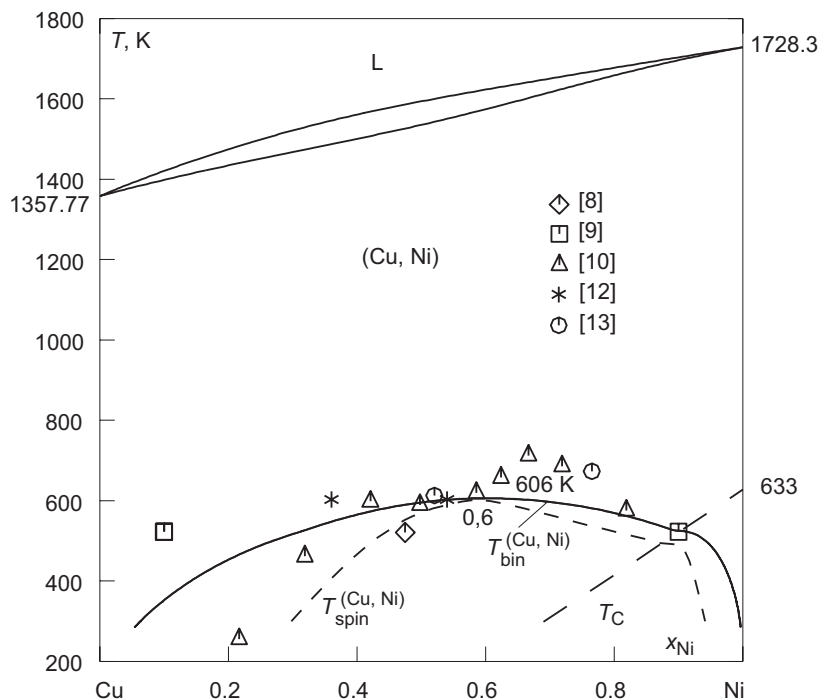 1800
T, K
1728.3
L
1600
1400
1357.77
[8]
[9]
1200
(Cu, Ni)
[10]
[12]
[13]
1000
800
606 K
633
600
0,6
T bin (Cu, Ni)
400
T spin (Cu, Ni)
T C
x Ni
200
Cu 0.2 0.4 0.6 0.8 Ni